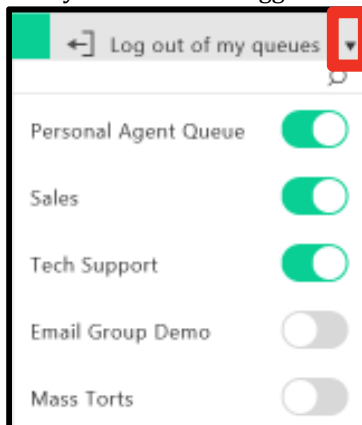 Log out of my queues
Personal Agent Queue
Sales
Tech Support
Email Group Demo
Mass Torts